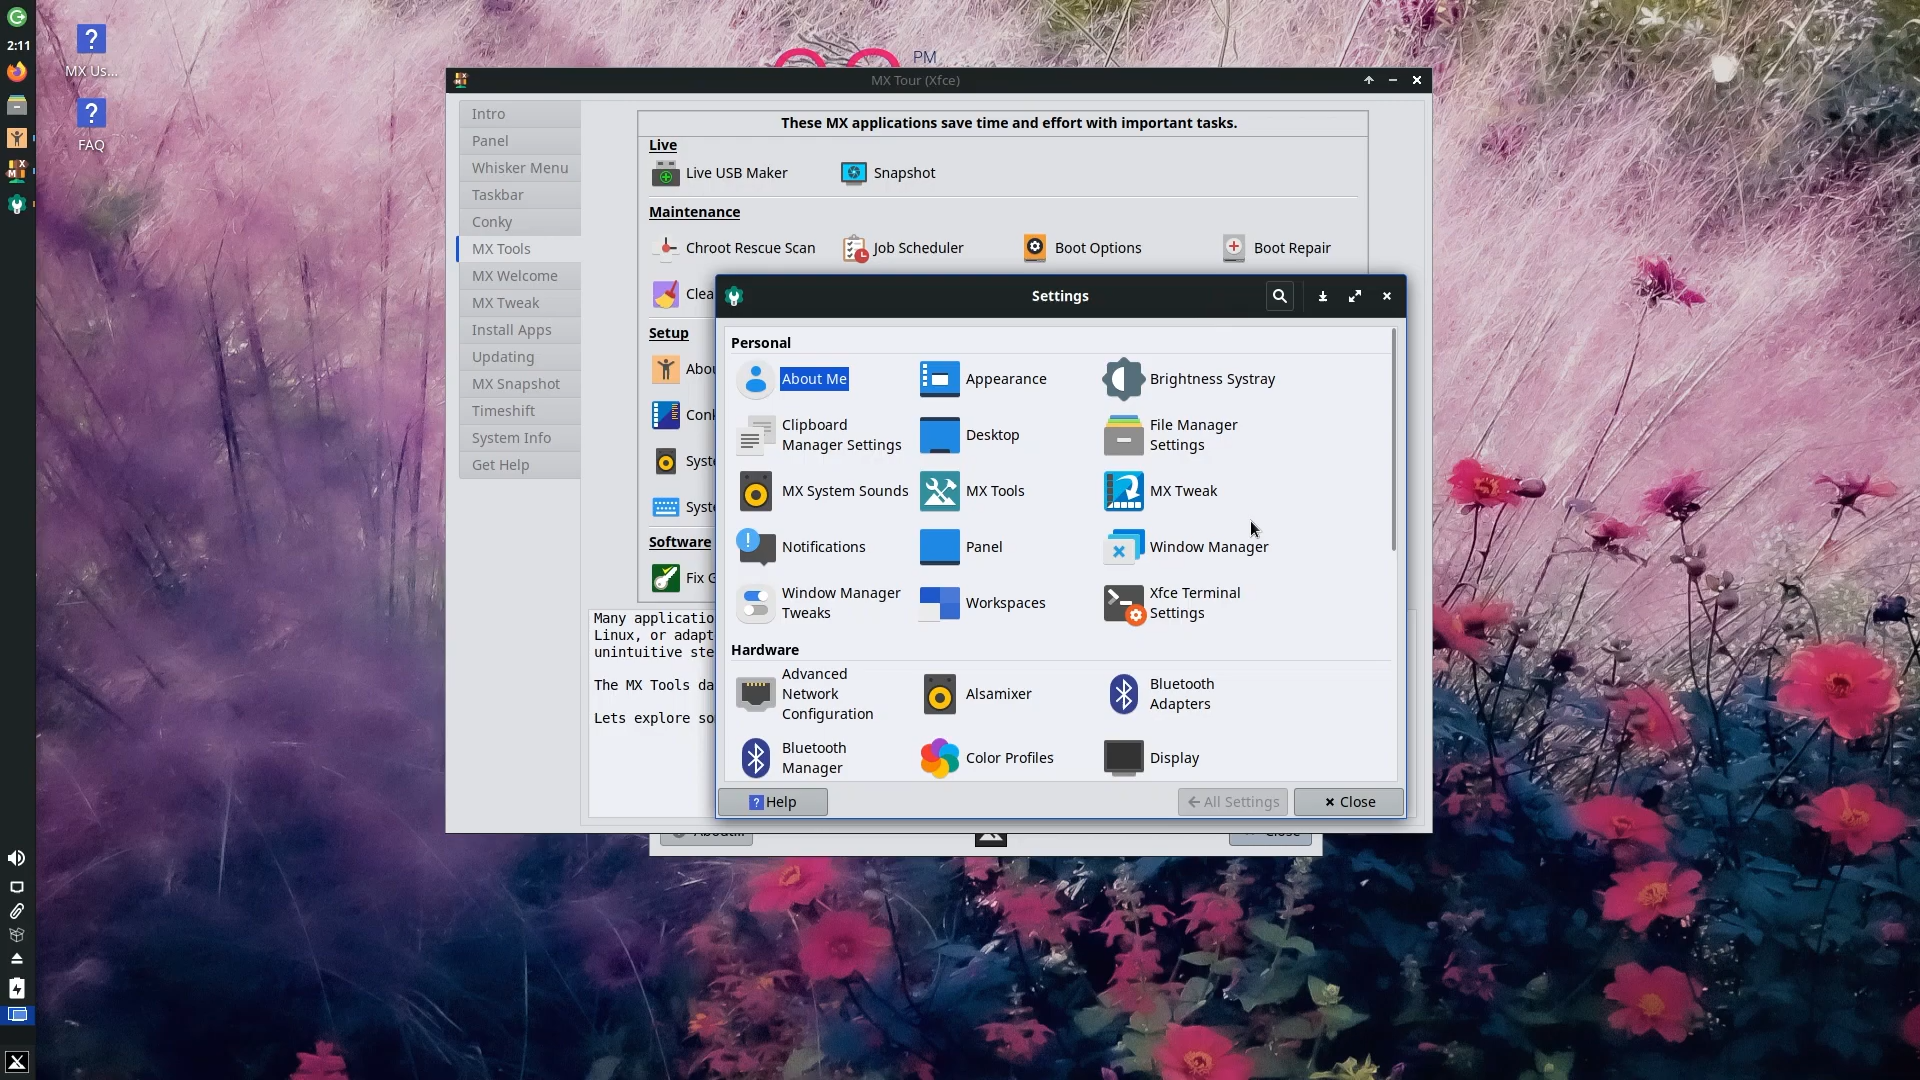 2:11
MX Us...
FAQ
PM
MX Tour (Xfce)
Intro
Panel
Whisker Menu
Taskbar
Conky
MX Tools
MX Welcome
MX Tweak
Install Apps
Updating
MX Snapshot
Timeshift
System Info
Get Help
These MX applications save time and effort with important tasks.
Live
Live USB Maker
Snapshot
Maintenance
Chroot Rescue Scan
Job Scheduler
Boot Options
Boot Repair
Clea
Setup
Abou
Conk
Syste
Syste
Software
Fix G
Many applicatio
Linux, or adapt
unintuitive ste
The MX Tools da
Lets explore so
Settings
Personal
About Me
Appearance
Brightness Systray
Clipboard
Manager Settings
Desktop
File Manager
Settings
MX System Sounds
MX Tools
MX Tweak
Notifications
Panel
Window Manager
Window Manager
Tweaks
Workspaces
Xfce Terminal
Settings
Hardware
Advanced
Network
Configuration
Alsamixer
Bluetooth
Adapters
Bluetooth
Manager
Color Profiles
Display
? Help
All Settings
Close